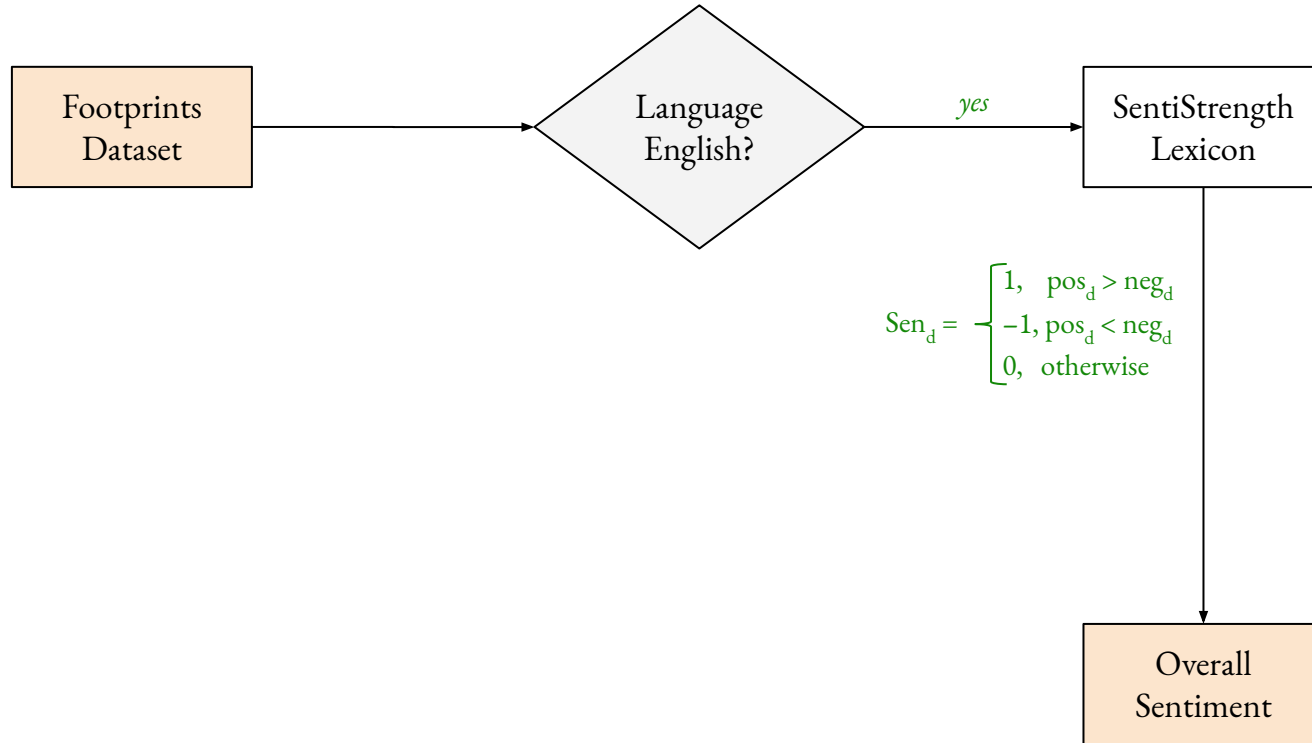 Footprints
Dataset
Language
English?
yes
SentiStrength
Lexicon
Sen_d =
1, pos_d > neg_d
–1, pos_d < neg_d
0, otherwise
Overall
Sentiment